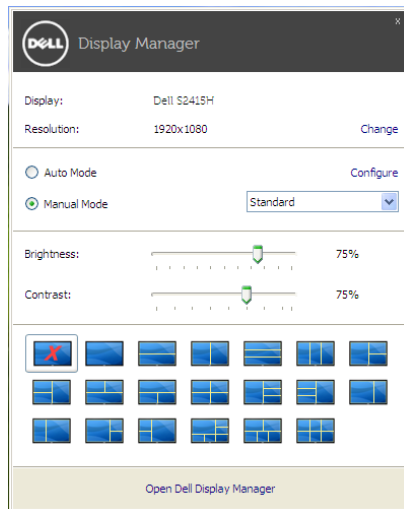 x
DELL Display Manager
Display: Dell S2415H
Resolution: 1920x1080 Change
Auto Mode Configure
Manual Mode Standard
Brightness: 75%
Contrast: 75%
Open Dell Display Manager